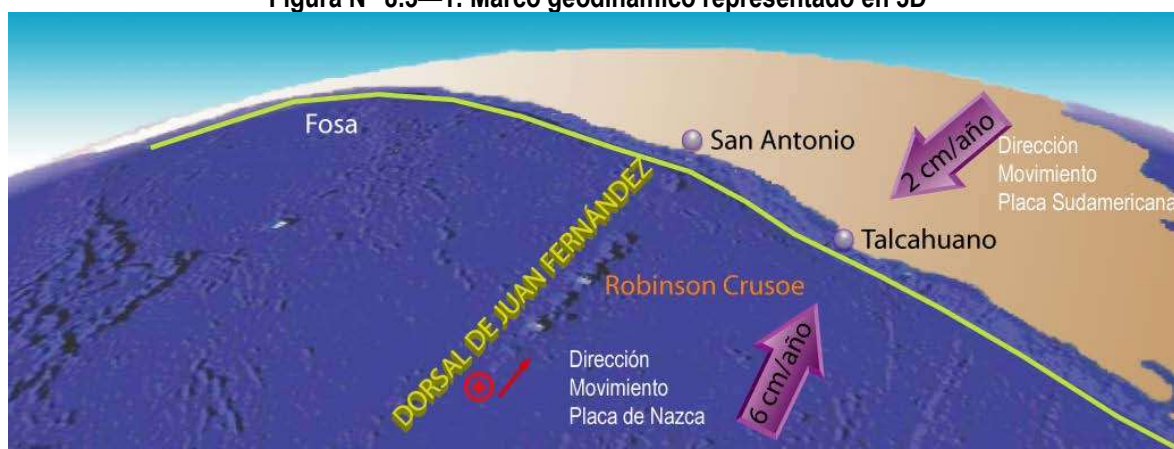 Figura N° 8.3—1: Marco geodinámico representado en 3D
Fosa
San Antonio
2 cm/año
Dirección
Movimiento
Placa Sudamericana
Talcahuano
DORSAL DE JUAN FERNÁNDEZ
Robinson Crusoe
6 cm/año
Dirección
Movimiento
Placa de Nazca